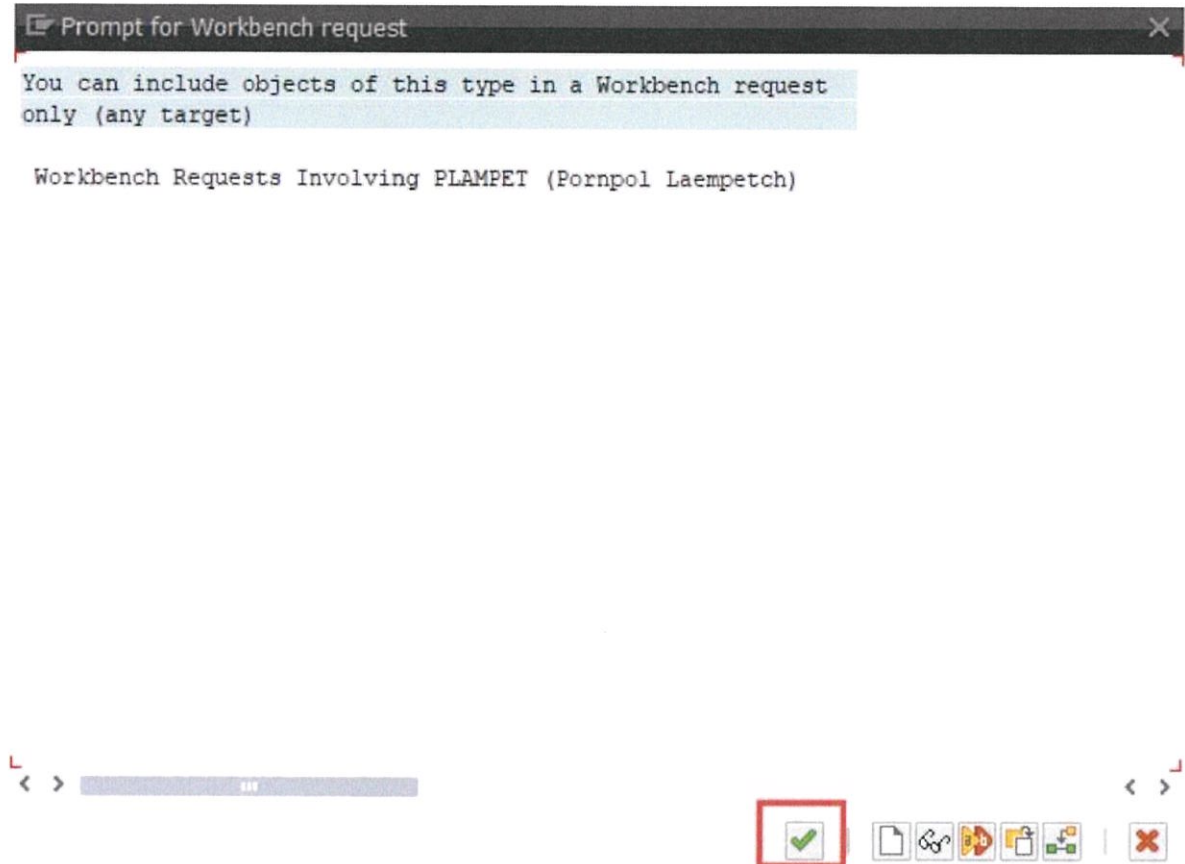 Prompt for Workbench request
You can include objects of this type in a Workbench request
only (any target)
Workbench Requests Involving PLAMPET (Pornpol Laempetch)